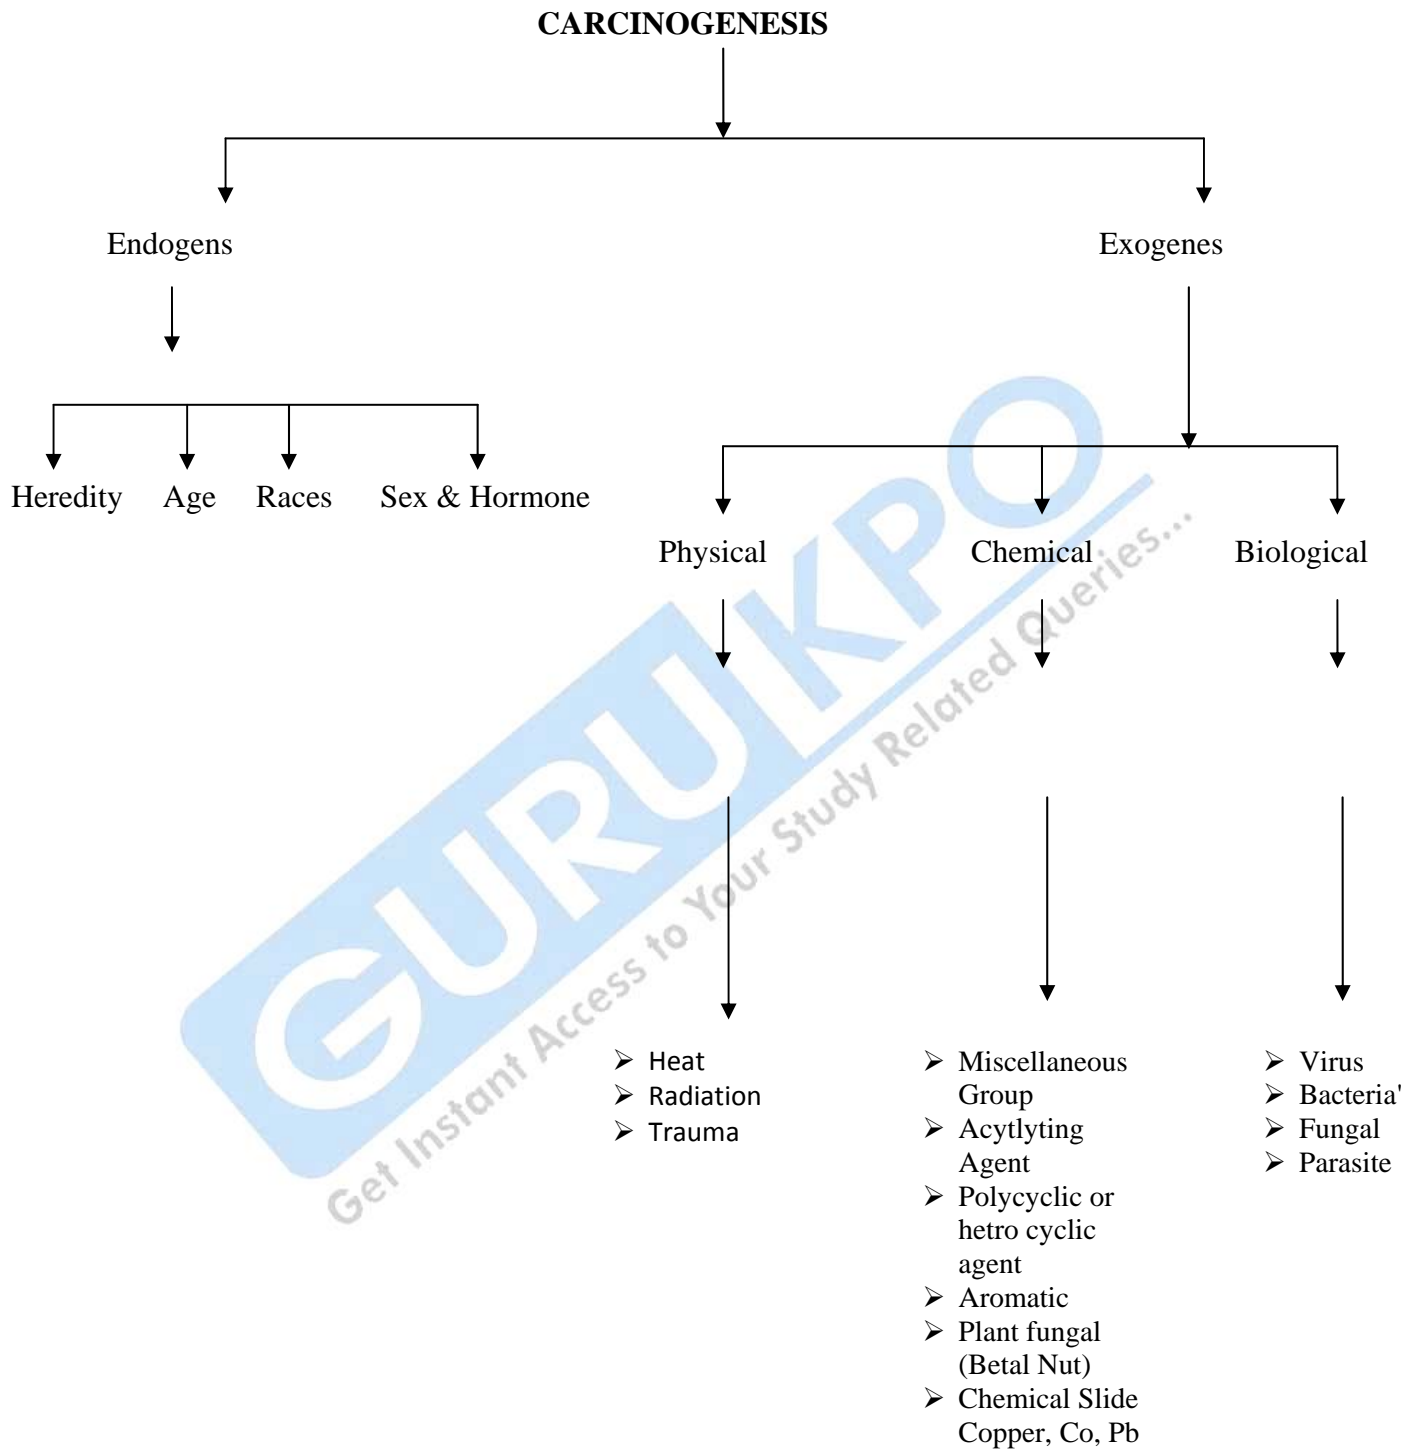 CARCINOGENESIS
Endogens
Exogenes
Heredity
Age
Races
Sex & Hormone
Physical
Chemical
Biological
➢ Heat
➢ Radiation
➢ Trauma
➢ Miscellaneous
Group
➢ Acytlyting
Agent
➢ Polycyclic or
hetro cyclic
agent
➢ Aromatic
➢ Plant fungal
(Betal Nut)
➢ Chemical Slide
Copper, Co, Pb
➢ Virus
➢ Bacteria'
➢ Fungal
➢ Parasite
GURUKPO
Get Instant Access to Your Study Related Queries...